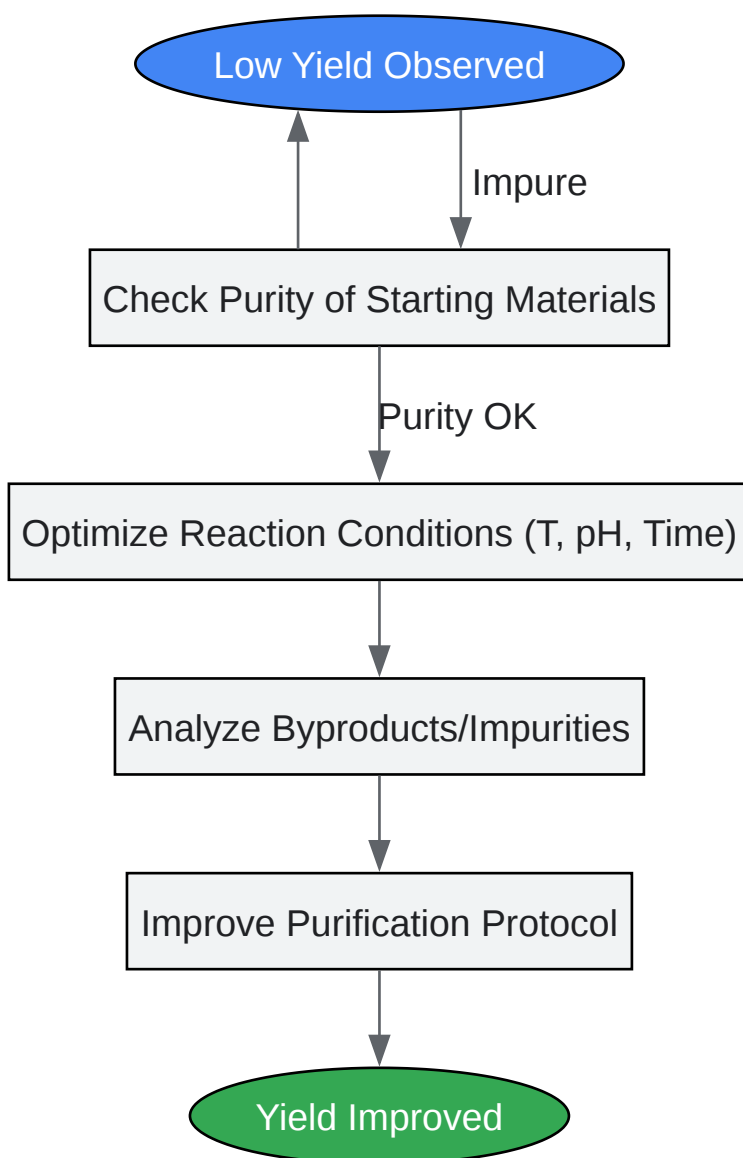 Low Yield Observed
Impure
Check Purity of Starting Materials
Purity OK
Optimize Reaction Conditions (T, pH, Time)
Analyze Byproducts/Impurities
Improve Purification Protocol
Yield Improved